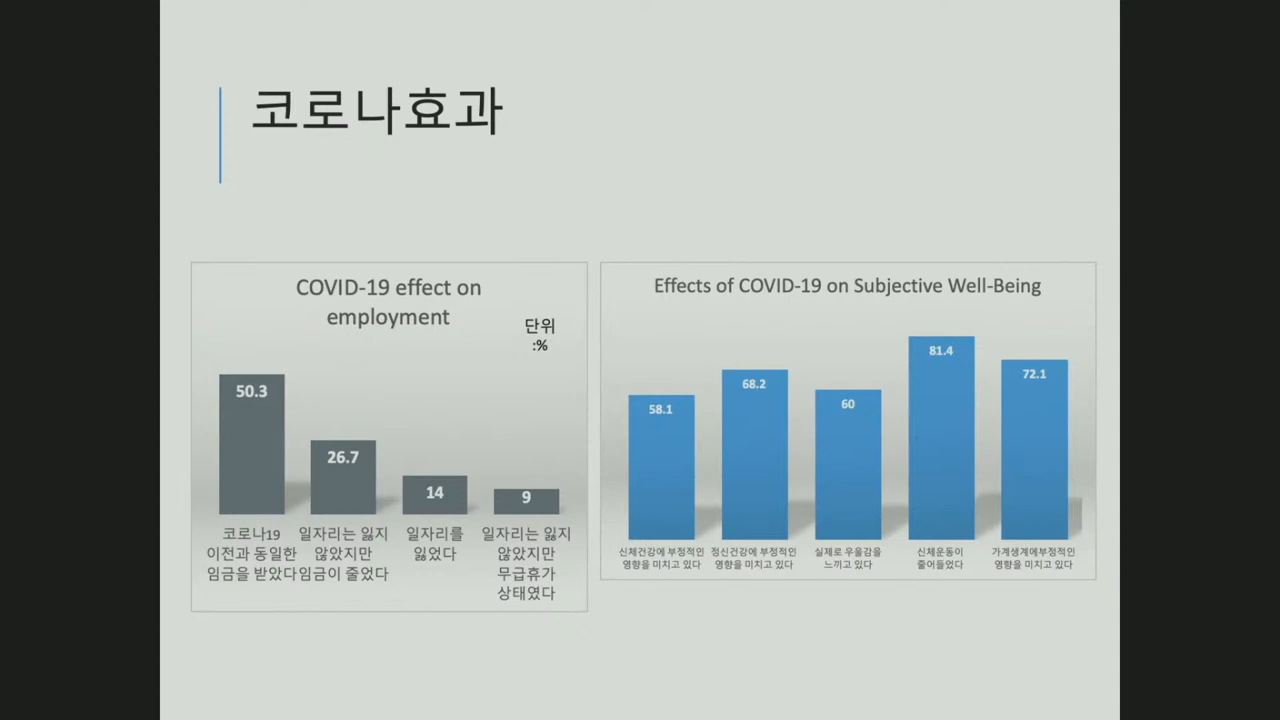 코로나효과
COVID-19 effect on
employment
단위
:%
50.3
26.7
14
9
코로나19
이전과 동일한
임금을 받았다
일자리는 잃지
않았지만
임금이 줄었다
일자리를
잃었다
일자리는 잃지
않았지만
무급휴가
상태였다
Effects of COVID-19 on Subjective Well-Being
58.1
68.2
60
81.4
72.1
신체건강에 부정적인
영향을 미치고 있다
정신건강에 부정적인
영향을 미치고 있다
실제로 우울감을
느끼고 있다
신체운동이
줄어들었다
가계생계에부정적인
영향을 미치고 있다